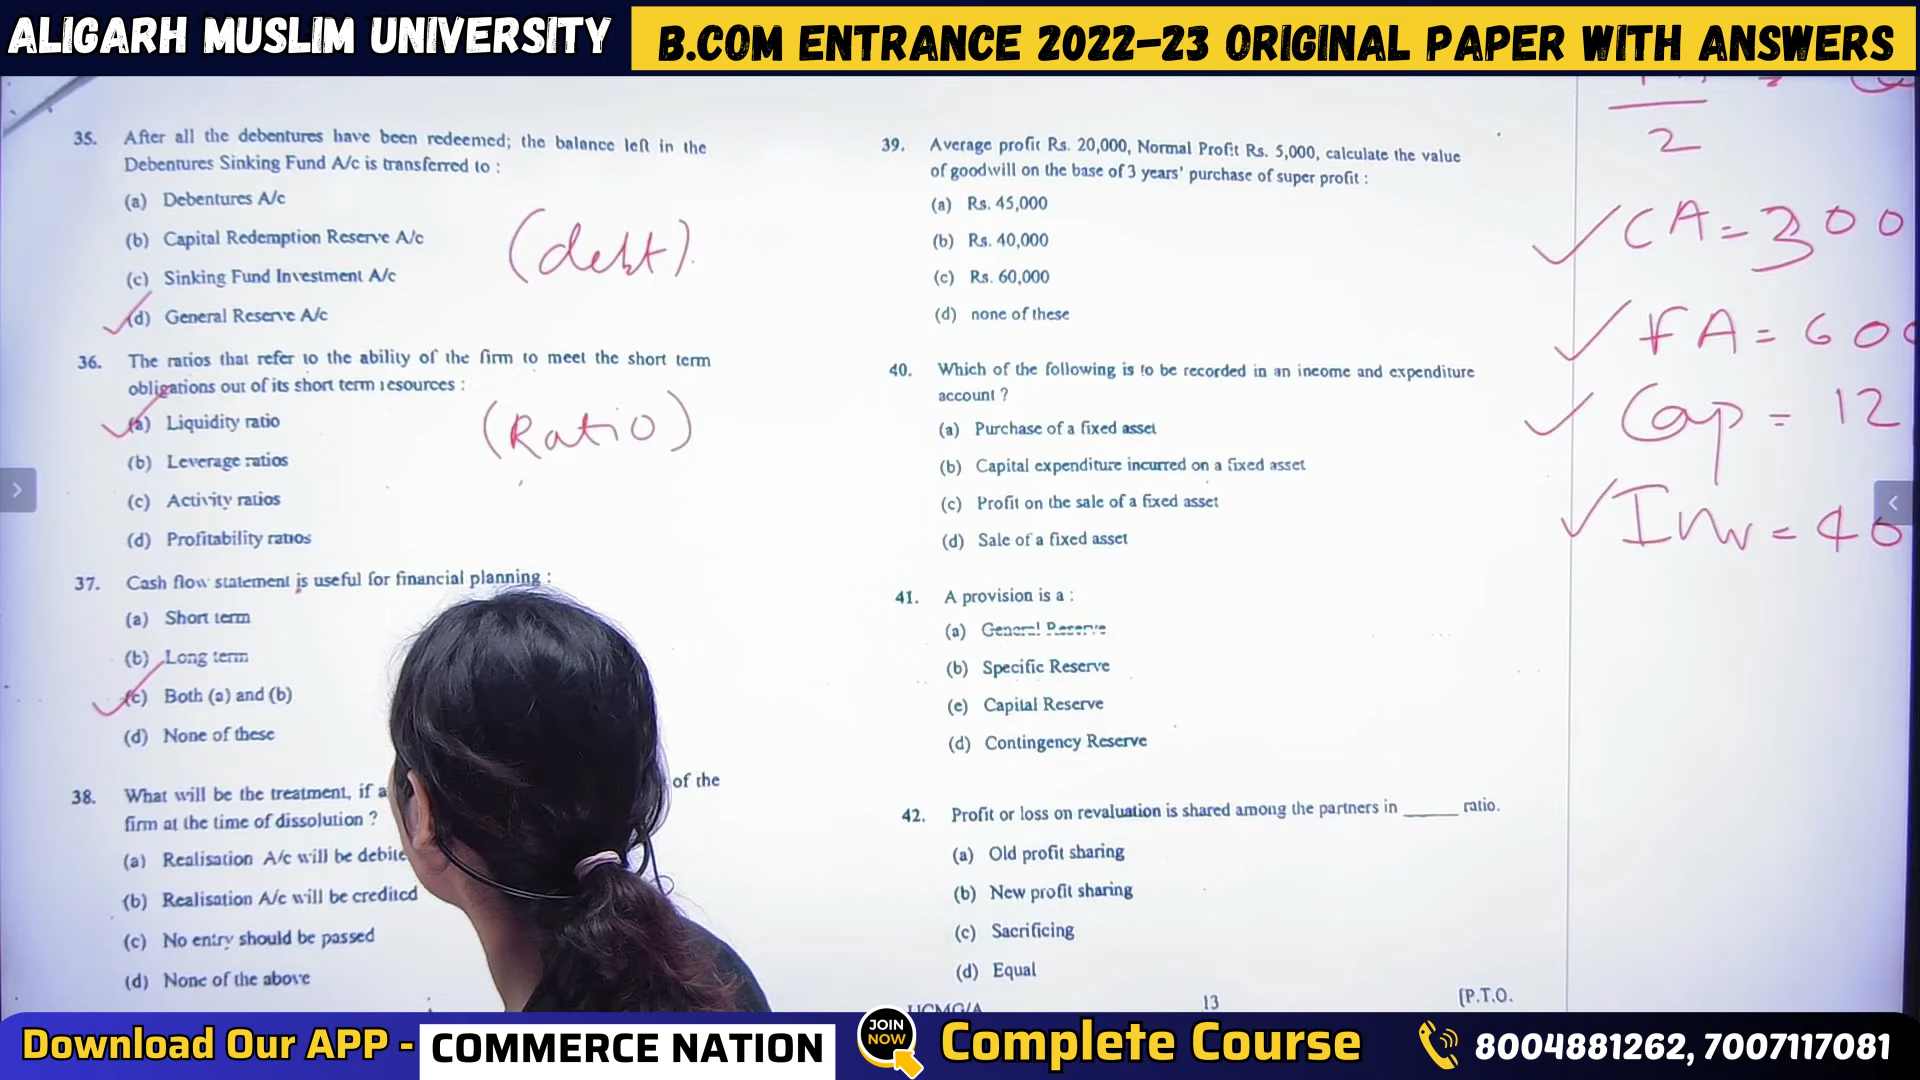 ALIGARH MUSLIM UNIVERSITY
B.COM ENTRANCE 2022-23 ORIGINAL PAPER WITH ANSWERS
35. After all the debentures have been redeemed; the balance left in the
Debentures Sinking Fund A/c is transferred to :
(a) Debentures A/c
(b) Capital Redemption Reserve A/c
(c) Sinking Fund Investment A/c
(d) General Reserve A/c
(debt)
36. The ratios that refer to the ability of the firm to meet the short term
obligations out of its short term resources :
(a) Liquidity ratio
(b) Leverage ratios
(c) Activity ratios
(d) Profitability ratios
(Ratio)
37. Cash flow statement is useful for financial planning :
(a) Short term
(b) Long term
(c) Both (a) and (b)
(d) None of these
38. What will be the treatment, if a
of the
firm at the time of dissolution ?
(a) Realisation A/c will be debite
(b) Realisation A/c will be credited
(c) No entry should be passed
(d) None of the above
39. Average profit Rs. 20,000, Normal Profit Rs. 5,000, calculate the value
of goodwill on the base of 3 years' purchase of super profit :
(a) Rs. 45,000
(b) Rs. 40,000
(c) Rs. 60,000
(d) none of these
40. Which of the following is to be recorded in an income and expenditure
account ?
(a) Purchase of a fixed asset
(b) Capital expenditure incurred on a fixed asset
(c) Profit on the sale of a fixed asset
(d) Sale of a fixed asset
41. A provision is a :
(a) General Reserve
(b) Specific Reserve
(c) Capital Reserve
(d) Contingency Reserve
42. Profit or loss on revaluation is shared among the partners in ______ ratio.
(a) Old profit sharing
(b) New profit sharing
(c) Sacrificing
(d) Equal
UCMG/A
13
[P.T.O.
2
CA = 300
FA = 600
Cap = 12
Inv = 40
Download Our APP - COMMERCE NATION
JOIN NOW
Complete Course
8004881262, 7007117081